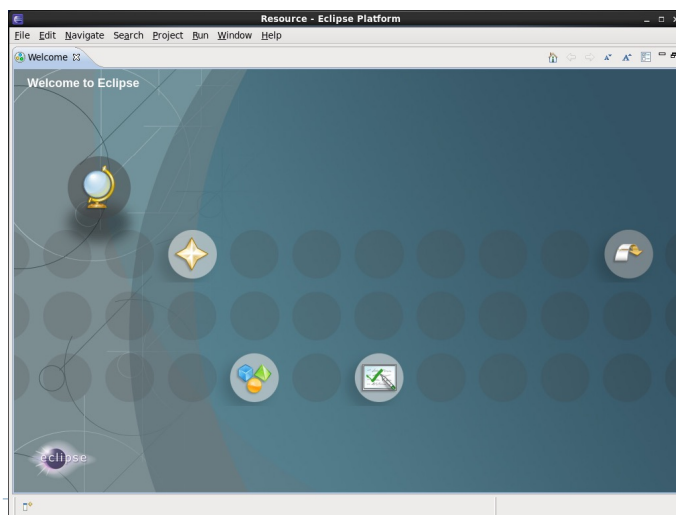 Resource - Eclipse Platform
File Edit Navigate Search Project Run Window Help
Welcome
Welcome to Eclipse
eclipse